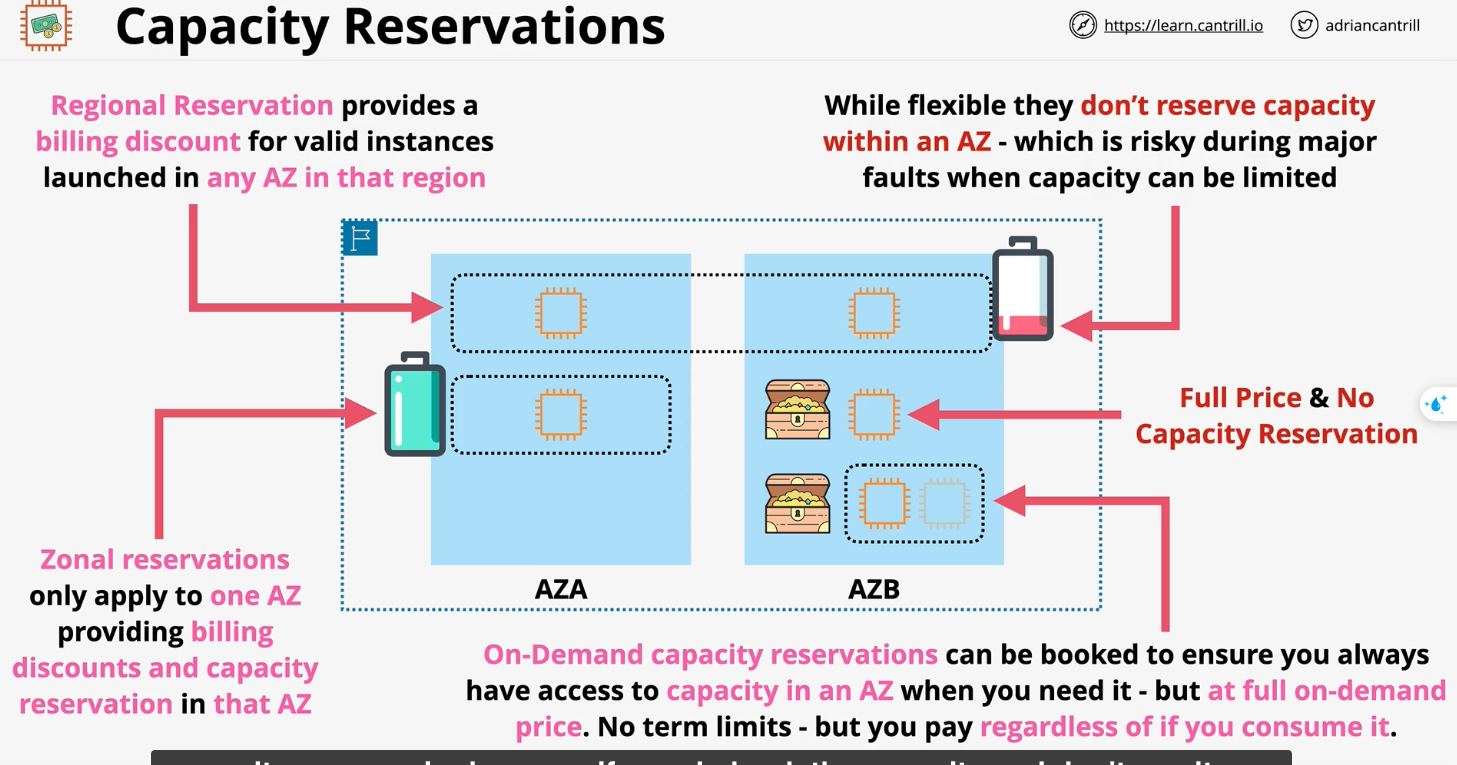 Capacity Reservations
https://learn.cantrill.io
adriancantrill
Regional Reservation provides a
billing discount for valid instances
launched in any AZ in that region
While flexible they don’t reserve capacity
within an AZ - which is risky during major
faults when capacity can be limited
Full Price & No
Capacity Reservation
AZA
AZB
Zonal reservations
only apply to one AZ
providing billing
discounts and capacity
reservation in that AZ
On-Demand capacity reservations can be booked to ensure you always
have access to capacity in an AZ when you need it - but at full on-demand
price. No term limits - but you pay regardless of if you consume it.